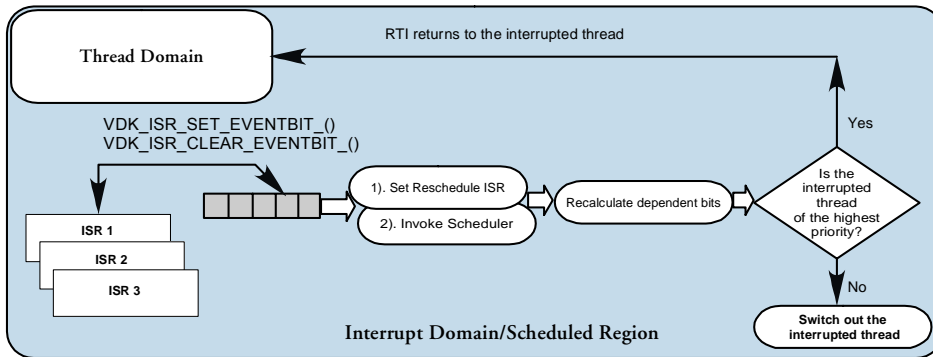 RTI returns to the interrupted thread
Thread Domain
VDK_ISR_SET_EVENTBIT_()
VDK_ISR_CLEAR_EVENTBIT_()
Yes
1). Set Reschedule ISR
2). Invoke Scheduler
Recalculate dependent bits
Is the
interrupted
thread
of the highest
priority?
ISR 1
ISR 2
ISR 3
No
Switch out the
interrupted thread
Interrupt Domain/Scheduled Region